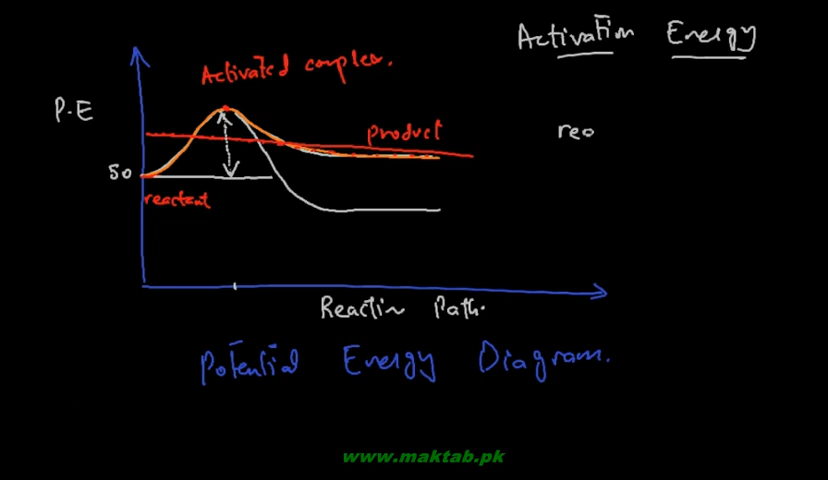 Activation Energy
Activated complex.
P.E
product
reo
50
reactant
Reaction Path.
Potential Energy Diagram.
www.maktab.pk